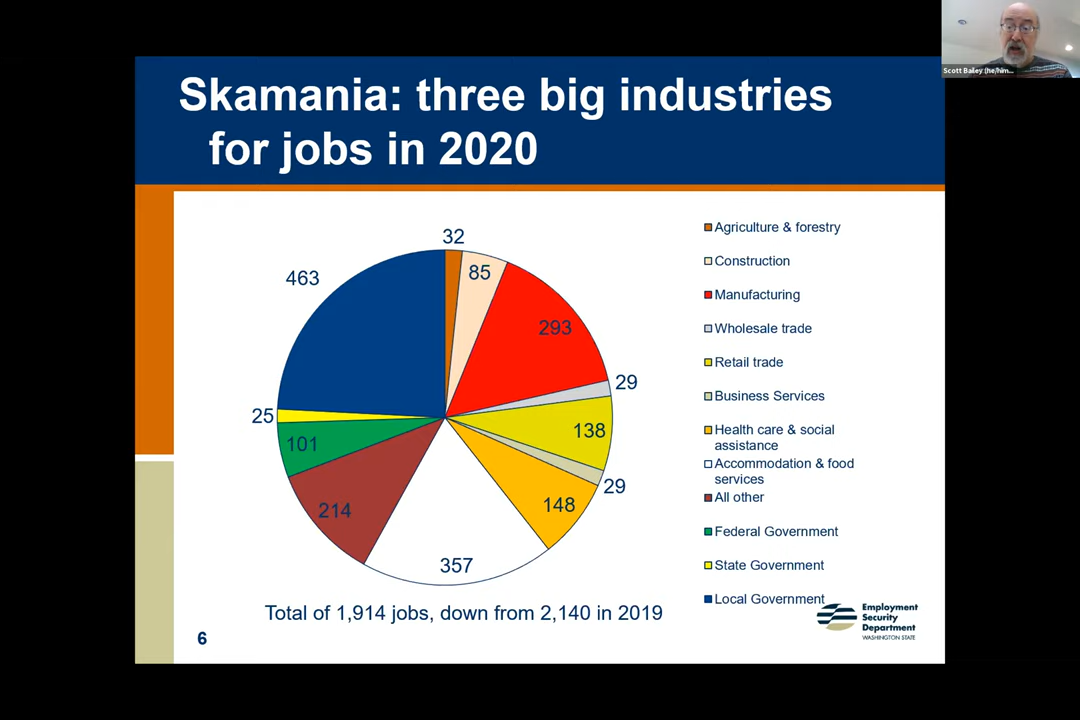 Scott Bailey (he/him...
Skamania: three big industries
for jobs in 2020
32
85
293
29
138
29
148
357
214
101
25
463
Agriculture & forestry
Construction
Manufacturing
Wholesale trade
Retail trade
Business Services
Health care & social
assistance
Accommodation & food
services
All other
Federal Government
State Government
Local Government
Total of 1,914 jobs, down from 2,140 in 2019
6
Employment
Security
Department
WASHINGTON STATE